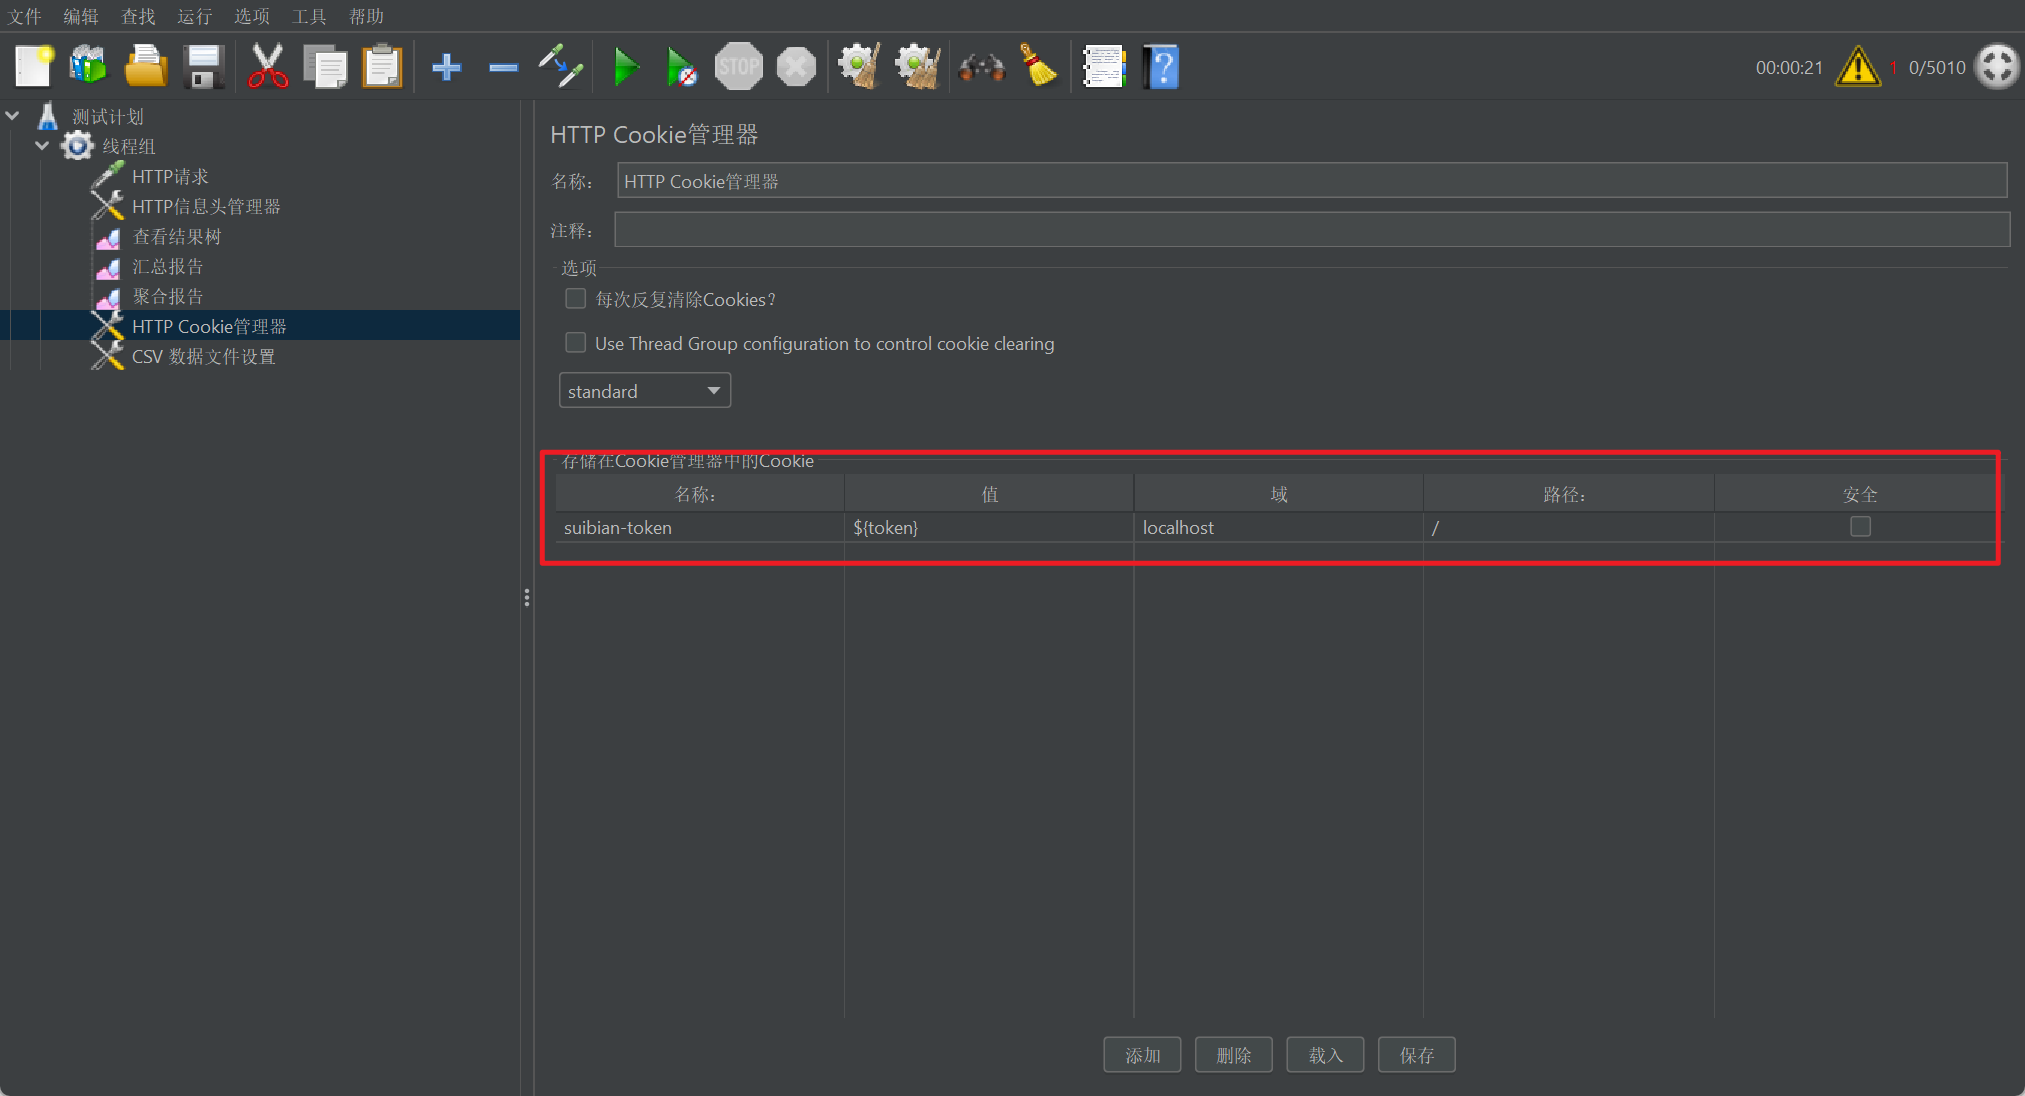 文件 编辑 查找 运行 选项 工具 帮助
STOP ? 00:00:21 1 0/5010
测试计划
线程组
HTTP请求
HTTP信息头管理器
查看结果树
汇总报告
聚合报告
HTTP Cookie管理器
CSV 数据文件设置
HTTP Cookie管理器
名称： HTTP Cookie管理器
注释：
选项
每次反复清除Cookies？
Use Thread Group configuration to control cookie clearing
standard
存储在Cookie管理器中的Cookie
名称： 值 域 路径： 安全
suibian-token ${token} localhost /
添加 删除 载入 保存